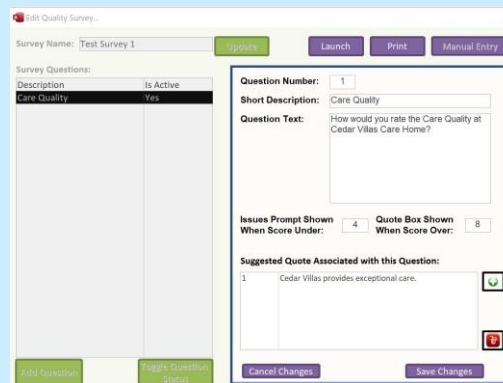 Edit Quality Survey...
Survey Name: Test Survey 1 Update Launch Print Manual Entry
Survey Questions:
Description Is Active
Care Quality Yes
Question Number: 1
Short Description: Care Quality
Question Text: How would you rate the Care Quality at
Cedar Villas Care Home?
Issues Prompt Shown
When Score Under: 4
Quote Box Shown
When Score Over: 8
Suggested Quote Associated with this Question:
1 Cedar Villas provides exceptional care.
Add Question
Toggle Question
Status
Cancel Changes Save Changes